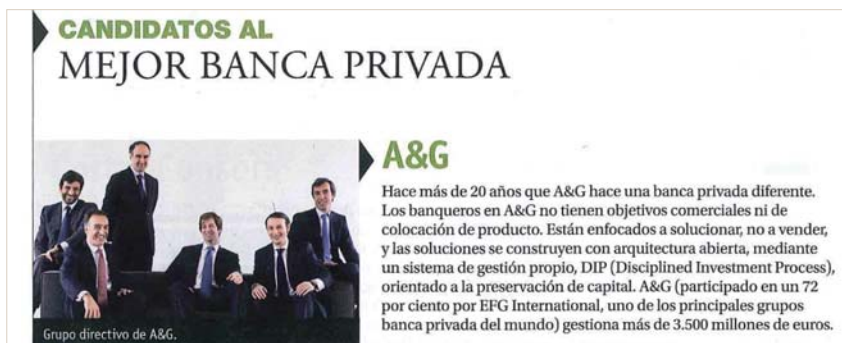 CANDIDATOS AL
MEJOR BANCA PRIVADA
A&G
Hace más de 20 años que A&G hace una banca privada diferente.
Los banqueros en A&G no tienen objetivos comerciales ni de
colocación de producto. Están enfocados a solucionar, no a vender,
y las soluciones se construyen con arquitectura abierta, mediante
un sistema de gestión propio, DIP (Disciplined Investment Process),
orientado a la preservación de capital. A&G (participado en un 72
por ciento por EFG International, uno de los principales grupos
banca privada del mundo) gestiona más de 3.500 millones de euros.
Grupo directivo de A&G.